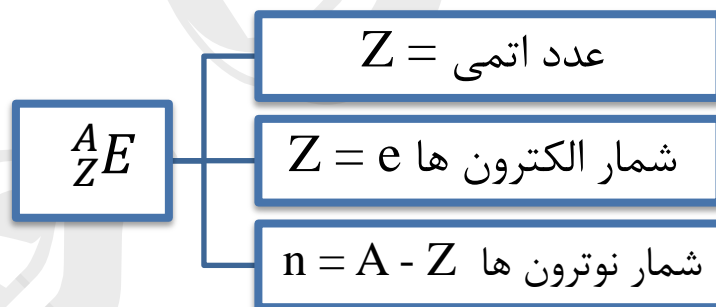 عدد اتمی = Z
$^{A}_{Z}E$
شمار الکترون ها Z = e
شمار نوترون ها n = A - Z